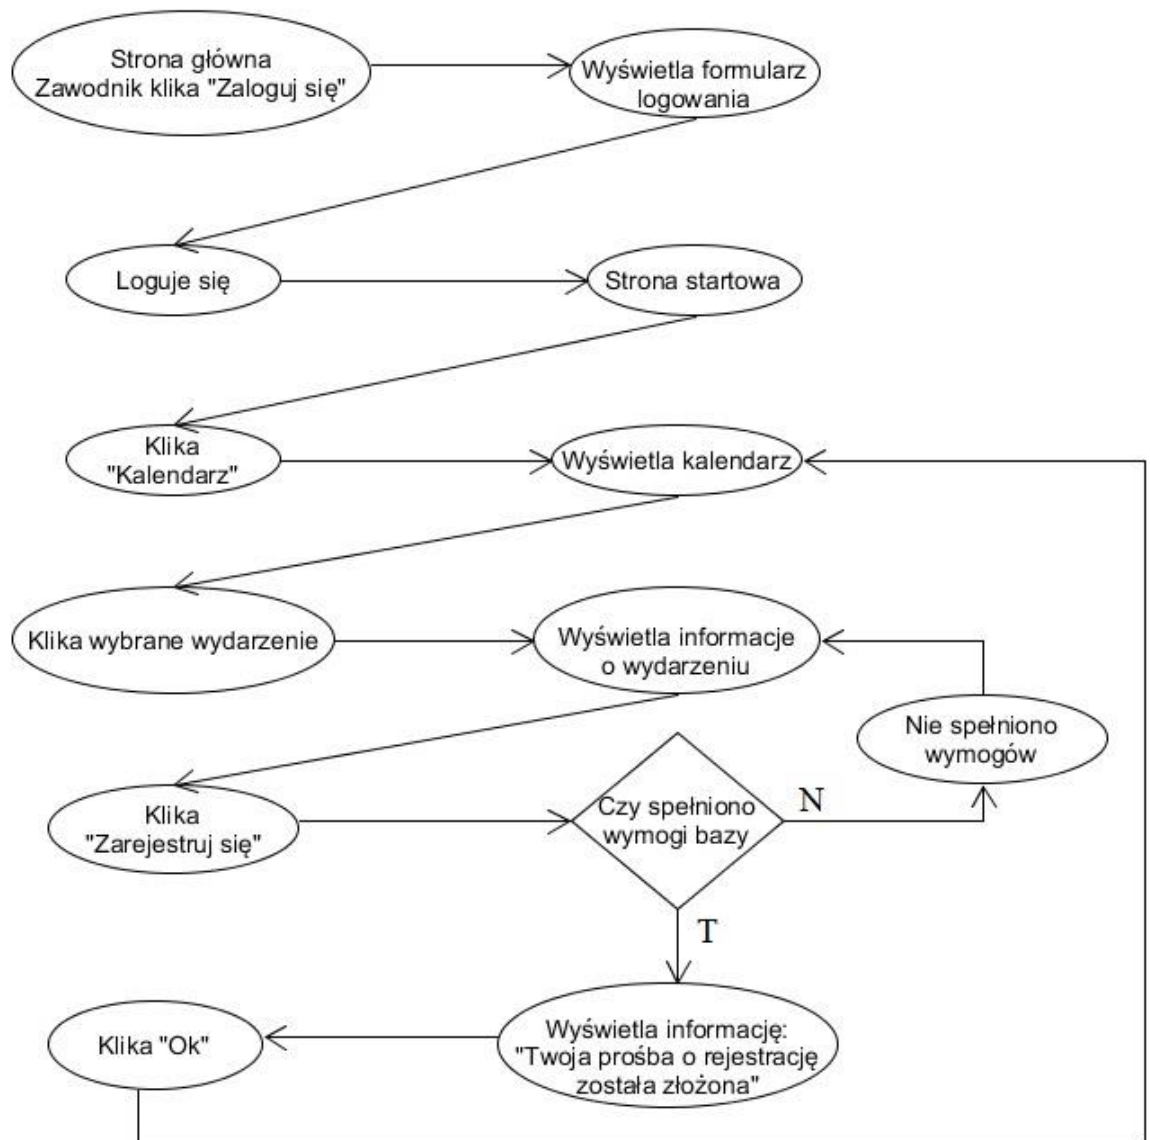 Strona główna
Zawodnik klika "Zaloguj się"
Wyświetla formularz
logowania
Loguje się
Strona startowa
Klika
"Kalendarz"
Wyświetla kalendarz
Klika wybrane wydarzenie
Wyświetla informacje
o wydarzeniu
Nie spełniono
wymogów
Klika
"Zarejestruj się"
Czy spełniono
wymogi bazy
N
T
Wyświetla informację:
"Twoja prośba o rejestrację
została złożona"
Klika "Ok"